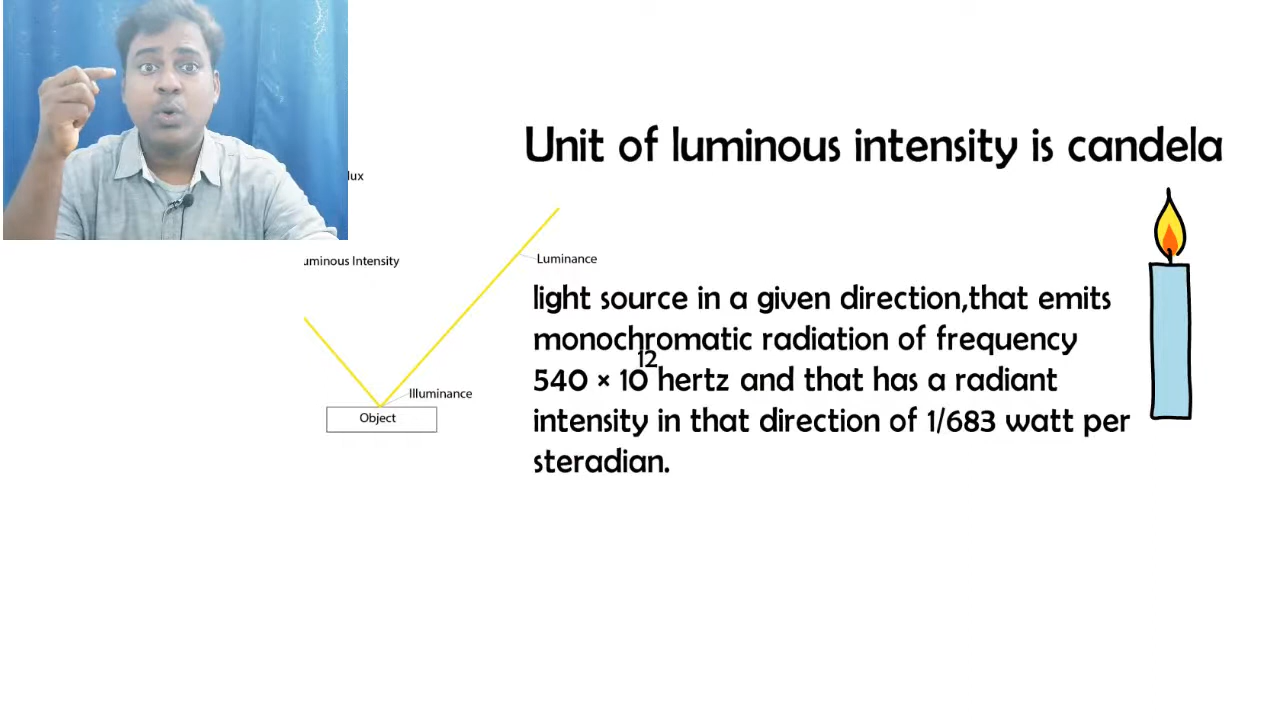 Unit of luminous intensity is candela
lux
uminous Intensity
Luminance
Illuminance
Object
light source in a given direction,that emits
monochromatic radiation of frequency
540 × 10¹² hertz and that has a radiant
intensity in that direction of 1/683 watt per
steradian.